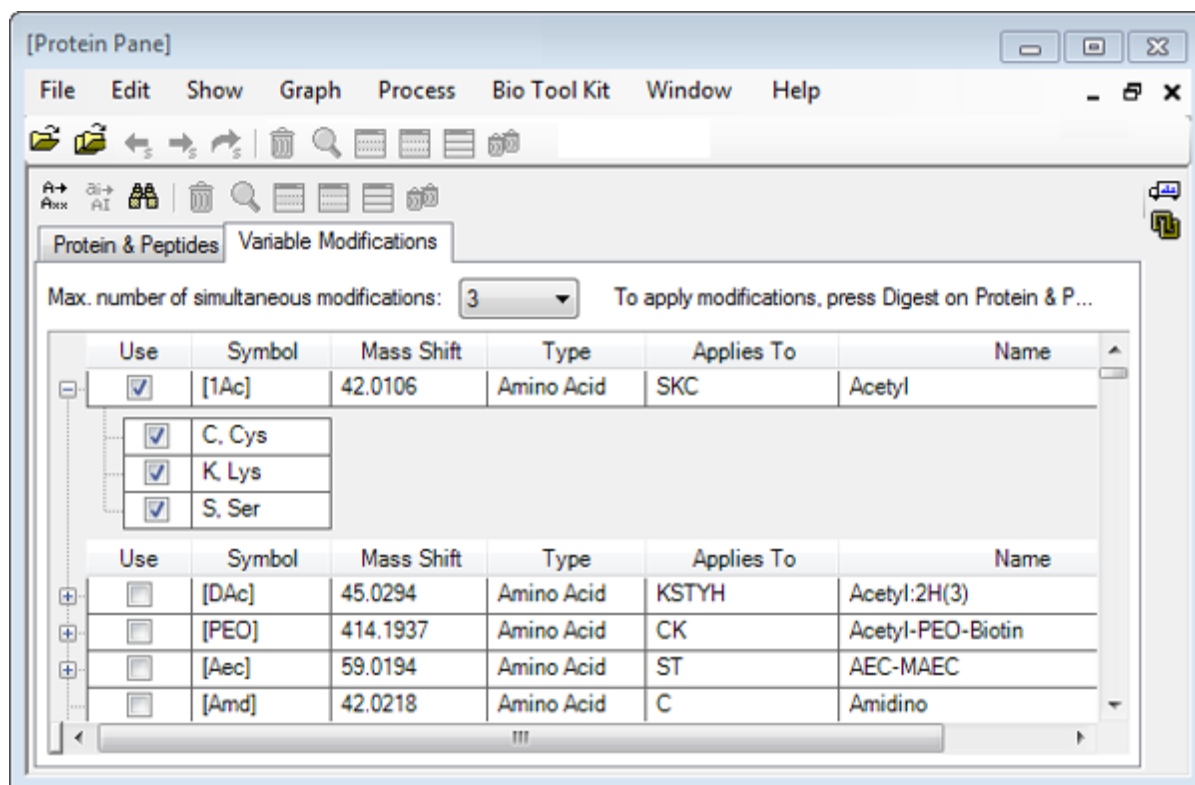 [Protein Pane]
File Edit Show Graph Process Bio Tool Kit Window Help
A→ Axx ai→ AI
Protein & Peptides Variable Modifications
Max. number of simultaneous modifications: 3 To apply modifications, press Digest on Protein & P...
Use Symbol Mass Shift Type Applies To Name
[1Ac] 42.0106 Amino Acid SKC Acetyl
C, Cys
K, Lys
S, Ser
Use Symbol Mass Shift Type Applies To Name
[DAc] 45.0294 Amino Acid KSTYH Acetyl:2H(3)
[PEO] 414.1937 Amino Acid CK Acetyl-PEO-Biotin
[Aec] 59.0194 Amino Acid ST AEC-MAEC
[Amd] 42.0218 Amino Acid C Amidino